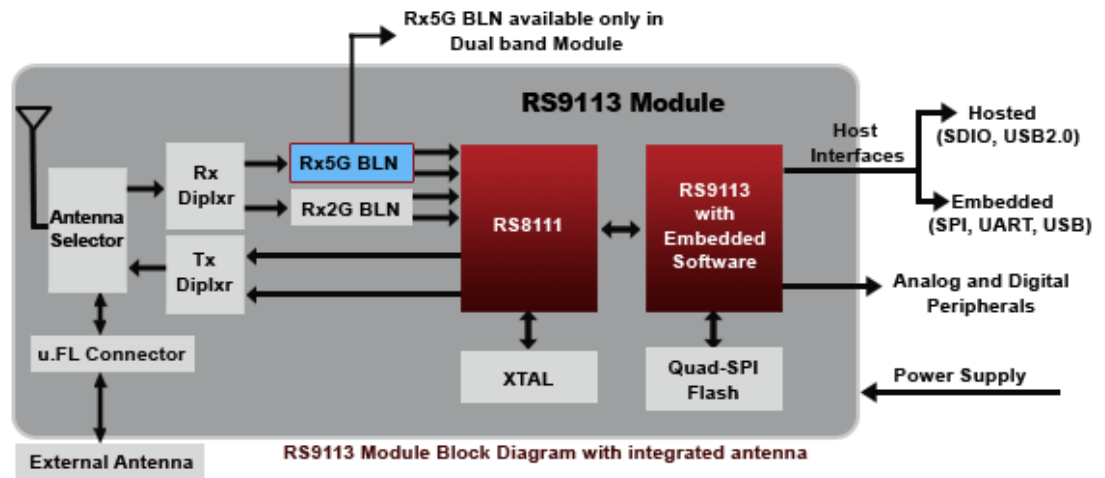 Rx5G BLN available only in
Dual band Module
RS9113 Module
Host
Interfaces
Hosted
(SDIO, USB2.0)
Embedded
(SPI, UART, USB)
Analog and Digital
Peripherals
Power Supply
Antenna
Selector
Rx
Diplxr
Tx
Diplxr
Rx5G BLN
Rx2G BLN
RS8111
RS9113
with
Embedded
Software
u.FL Connector
XTAL
Quad-SPI
Flash
External Antenna
RS9113 Module Block Diagram with integrated antenna